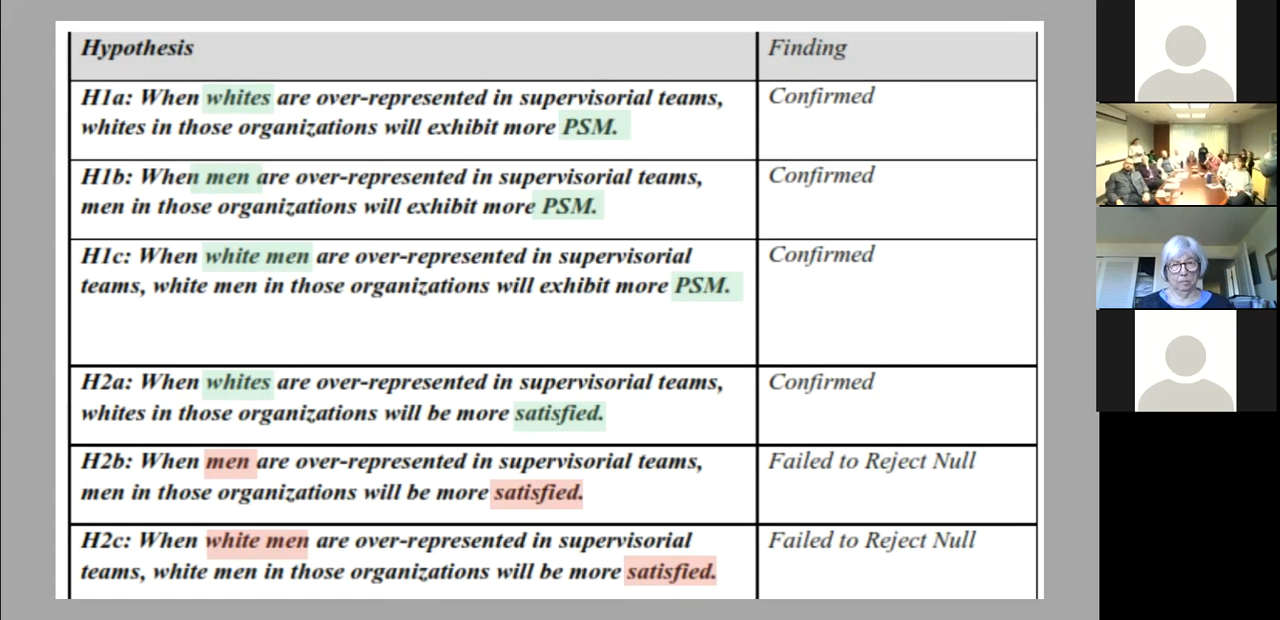 Hypothesis
Finding
H1a: When whites are over-represented in supervisorial teams,
whites in those organizations will exhibit more PSM.
Confirmed
H1b: When men are over-represented in supervisorial teams,
men in those organizations will exhibit more PSM.
Confirmed
H1c: When white men are over-represented in supervisorial
teams, white men in those organizations will exhibit more PSM.
Confirmed
H2a: When whites are over-represented in supervisorial teams,
whites in those organizations will be more satisfied.
Confirmed
H2b: When men are over-represented in supervisorial teams,
men in those organizations will be more satisfied.
Failed to Reject Null
H2c: When white men are over-represented in supervisorial
teams, white men in those organizations will be more satisfied.
Failed to Reject Null